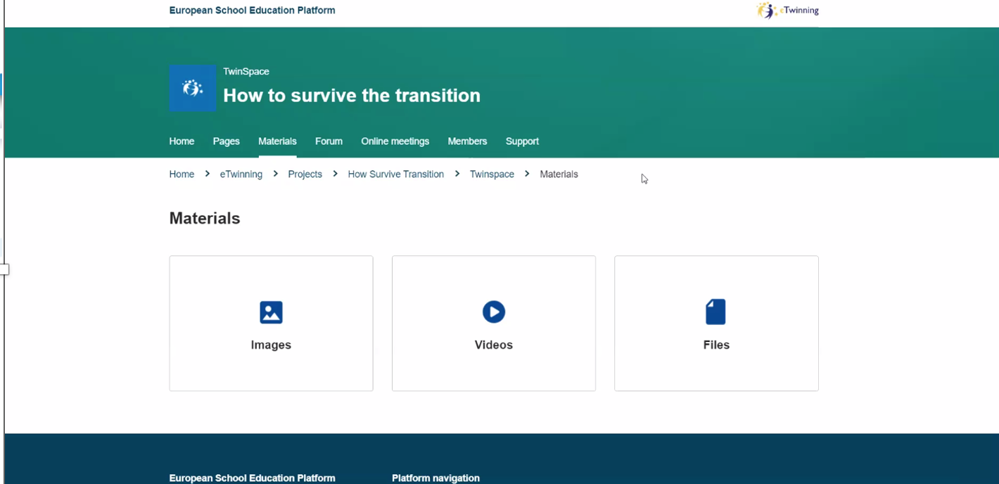 European School Education Platform
eTwinning
TwinSpace
How to survive the transition
Home Pages Materials Forum Online meetings Members Support
Home > eTwinning > Projects > How Survive Transition > Twinspace > Materials
Materials
Images Videos Files
European School Education Platform Platform navigation